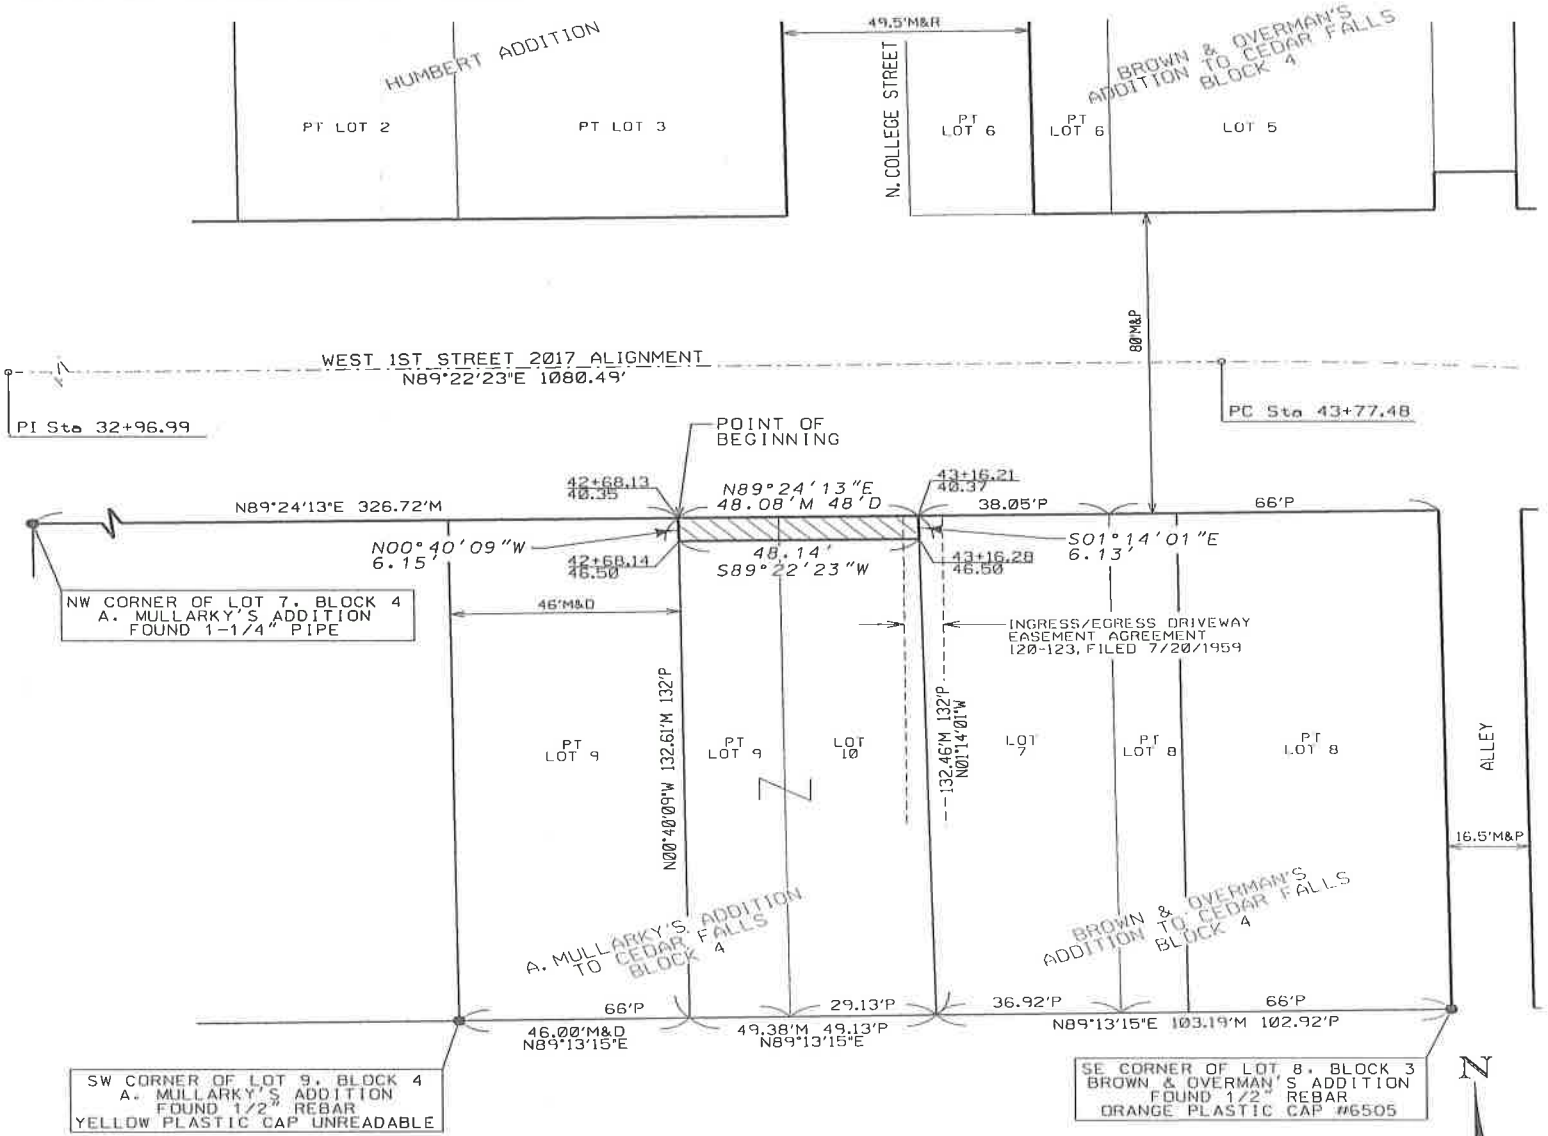 49.5'M&R
HUMBERT ADDITION
BROWN & OVERMAN'S
ADDITION TO CEDAR FALLS
BLOCK 4
N. COLLEGE STREET
PT LOT 2
PT LOT 3
PT
LOT 6
PT
LOT 6
LOT 5
80'M&P
WEST 1ST STREET 2017 ALIGNMENT
N89°22'23"E 1080.49'
PI Sta 32+96.99
PC Sta 43+77.48
POINT OF
BEGINNING
N89°24'13"E 326.72'M
42+68.13
40.35
N89°24'13"E
48.08'M 48'D
43+16.21
40.37
38.05'P
66'P
N00°40'09"W
6.15'
42+68.14
46.50
48.14'
S89°22'23"W
43+16.28
46.50
S01°14'01"E
6.13'
NW CORNER OF LOT 7, BLOCK 4
A. MULLARKY'S ADDITION
FOUND 1-1/4" PIPE
46'M&D
INGRESS/EGRESS DRIVEWAY
EASEMENT AGREEMENT
120-123, FILED 7/20/1959
N00°40'09"W 132.61'M 132'P
132.46'M 132'P
N01°14'01"W
PT
LOT 9
PT
LOT 9
LOT
10
LOT
7
PT
LOT 8
PT
LOT 8
ALLEY
16.5'M&P
A. MULLARKY'S ADDITION
TO CEDAR FALLS
BLOCK 4
BROWN & OVERMAN'S
ADDITION TO CEDAR FALLS
BLOCK 4
66'P
29.13'P
36.92'P
66'P
46.00'M&D
N89°13'15"E
49.38'M 49.13'P
N89°13'15"E
N89°13'15"E 103.19'M 102.92'P
SW CORNER OF LOT 9, BLOCK 4
A. MULLARKY'S ADDITION
FOUND 1/2" REBAR
YELLOW PLASTIC CAP UNREADABLE
SE CORNER OF LOT 8, BLOCK 3
BROWN & OVERMAN'S ADDITION
FOUND 1/2" REBAR
ORANGE PLASTIC CAP #6505
N